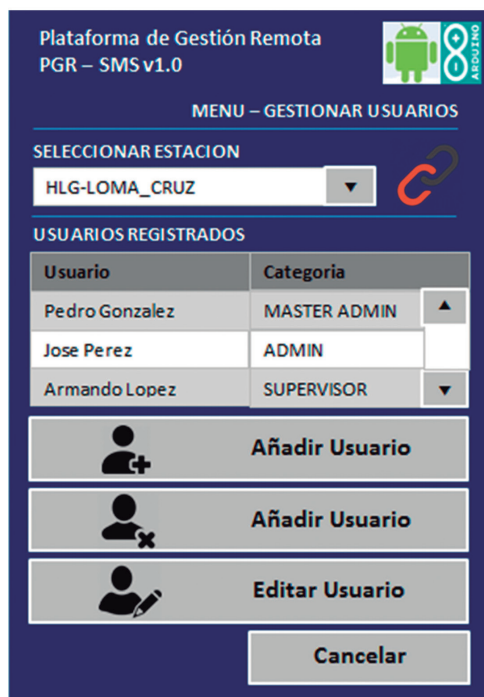 Plataforma de Gestión Remota
PGR – SMS v1.0
ARDUINO
MENU – GESTIONAR USUARIOS
SELECCIONAR ESTACION
HLG-LOMA_CRUZ
USUARIOS REGISTRADOS
Usuario Categoria
Pedro Gonzalez MASTER ADMIN
Jose Perez ADMIN
Armando Lopez SUPERVISOR
Añadir Usuario
Añadir Usuario
Editar Usuario
Cancelar